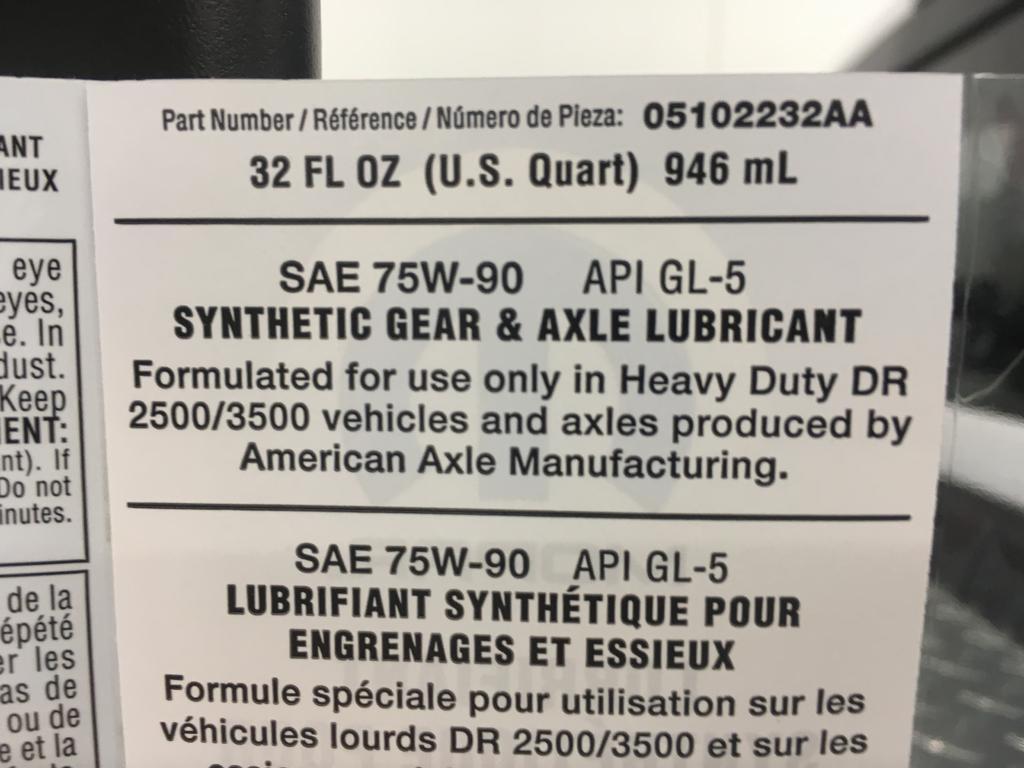 ANT
IEUX
eye
eyes,
e. In
dust.
Keep
ENT:
nt). If
Do not
inutes.
de la
épété
er les
as de
ou de
e et la
Part Number / Référence / Número de Pieza: 05102232AA
32 FL OZ (U.S. Quart) 946 mL
SAE 75W-90 API GL-5
SYNTHETIC GEAR & AXLE LUBRICANT
Formulated for use only in Heavy Duty DR
2500/3500 vehicles and axles produced by
American Axle Manufacturing.
SAE 75W-90 API GL-5
LUBRIFIANT SYNTHÉTIQUE POUR
ENGRENAGES ET ESSIEUX
Formule spéciale pour utilisation sur les
véhicules lourds DR 2500/3500 et sur les